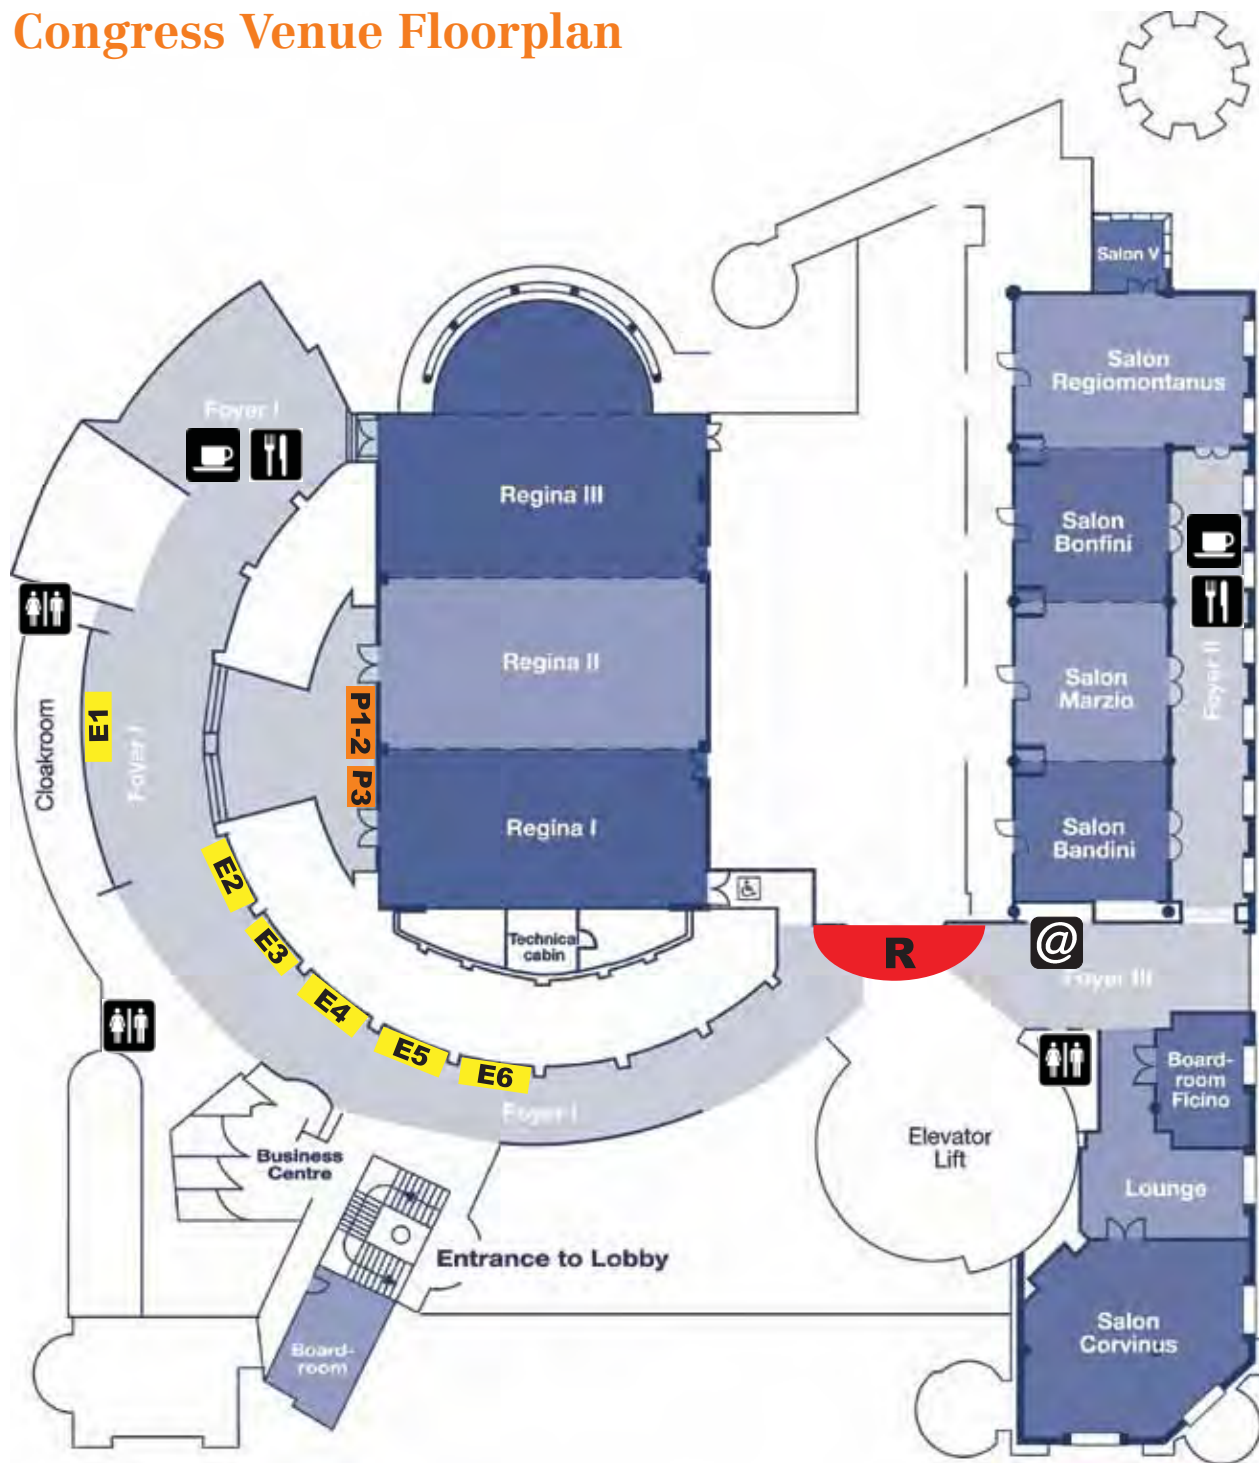 Congress Venue Floorplan
Salon V
Salon
Regiomontanus
Foyer I
Regina III
Salon
Bonfini
Regina II
Salon
Marzio
Foyer II
Cloakroom
E1
Foyer I
P1-2
P3
Regina I
Salon
Bandini
E2
E3
E4
E5
E6
Technical
cabin
R
@
Foyer III
Foyer I
Board-
room
Ficino
Elevator
Lift
Business
Centre
Lounge
Entrance to Lobby
Salon
Corvinus
Board-
room